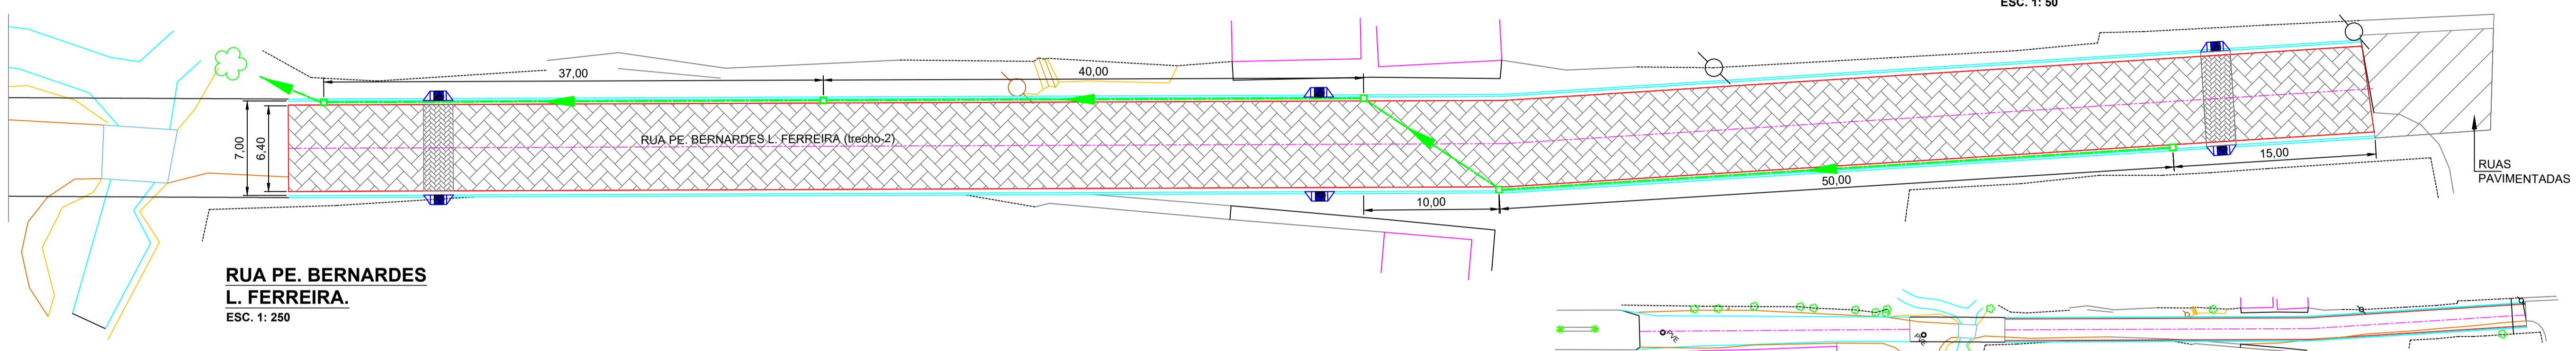 ESC. 1: 50
37,00
40,00
7,00
6,40
RUA PE. BERNARDES L. FERREIRA (trecho-2)
15,00
50,00
10,00
RUAS
PAVIMENTADAS
RUA PE. BERNARDES
L. FERREIRA.
ESC. 1: 250
PVE